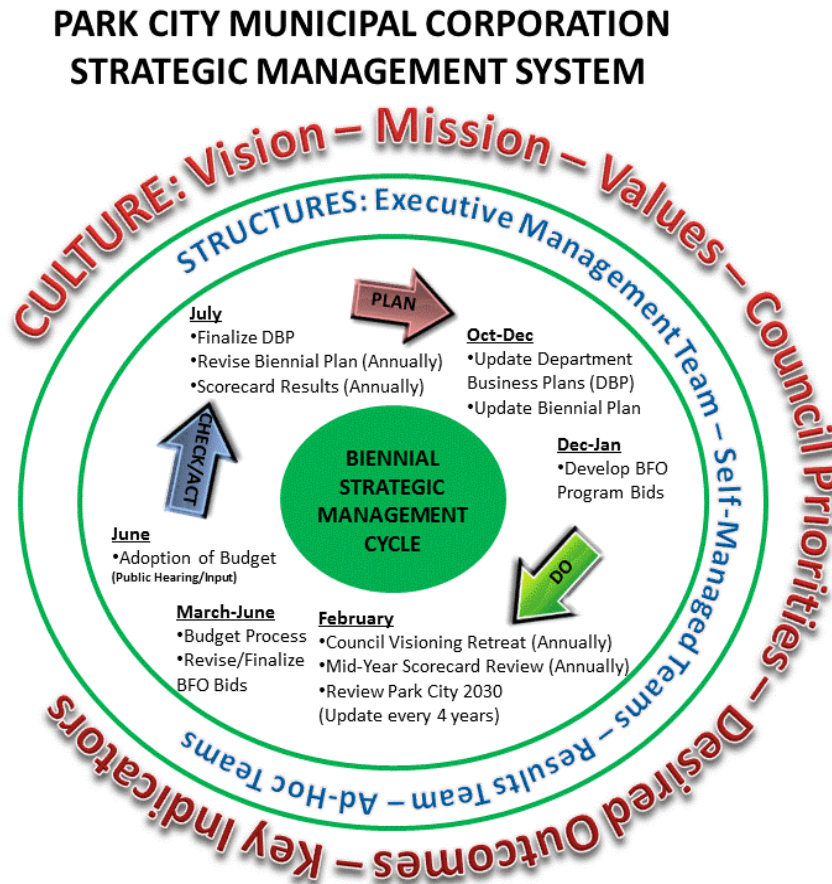 PARK CITY MUNICIPAL CORPORATION
STRATEGIC MANAGEMENT SYSTEM
CULTURE: Vision – Mission – Values – Council Priorities – Desired Outcomes – Key Indicators
STRUCTURES: Executive Management Team – Self-Managed Teams – Results Team – Ad-Hoc Teams
PLAN
July
•Finalize DBP
•Revise Biennial Plan (Annually)
•Scorecard Results (Annually)
Oct-Dec
•Update Department
Business Plans (DBP)
•Update Biennial Plan
Dec-Jan
•Develop BFO
Program Bids
BIENNIAL
STRATEGIC
MANAGEMENT
CYCLE
DO
CHECK/ACT
June
•Adoption of Budget
(Public Hearing/Input)
March-June
•Budget Process
•Revise/Finalize
BFO Bids
February
•Council Visioning Retreat (Annually)
•Mid-Year Scorecard Review (Annually)
•Review Park City 2030
(Update every 4 years)